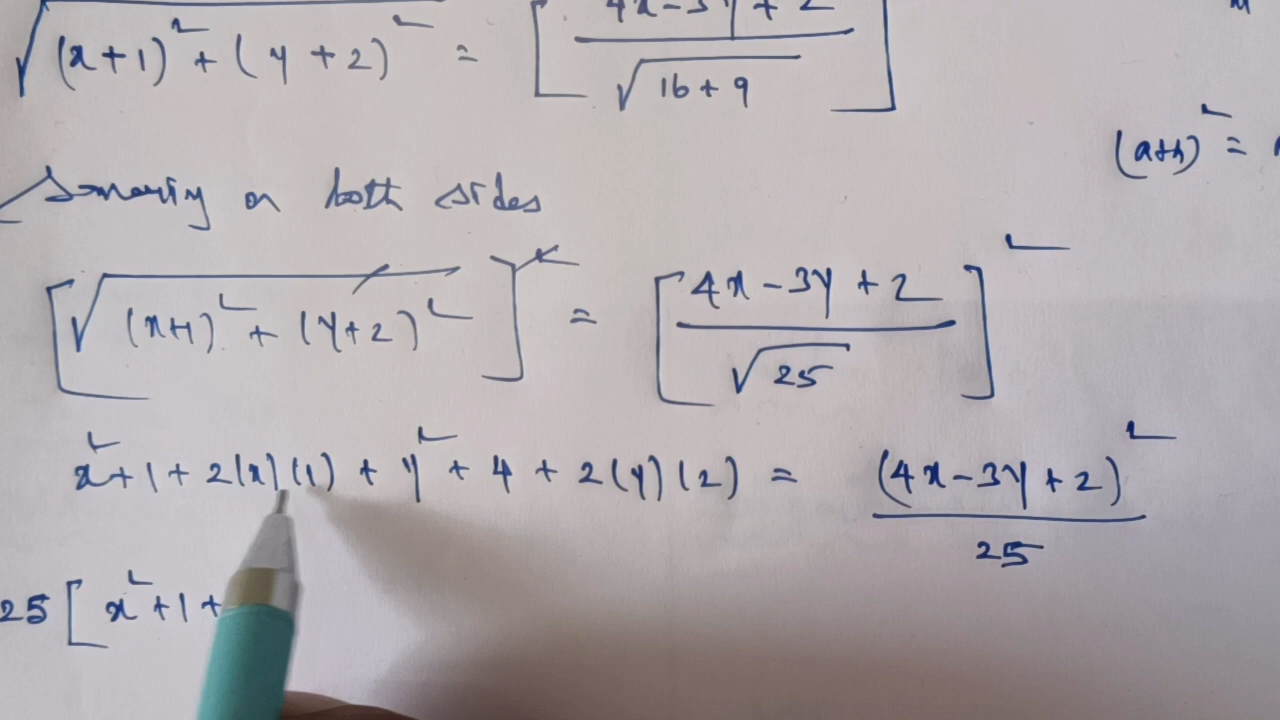 √(x+1)² + (y+2)² = [4x-3y+2 / √16+9]
(a+b)² =
on both sides
[√(x+1)² + (y+2)²]² = [4x-3y+2 / √25]²
x²+1+2(x)(1) + y² + 4 + 2(y)(2) = (4x-3y+2)² / 25
25 [x²+1+